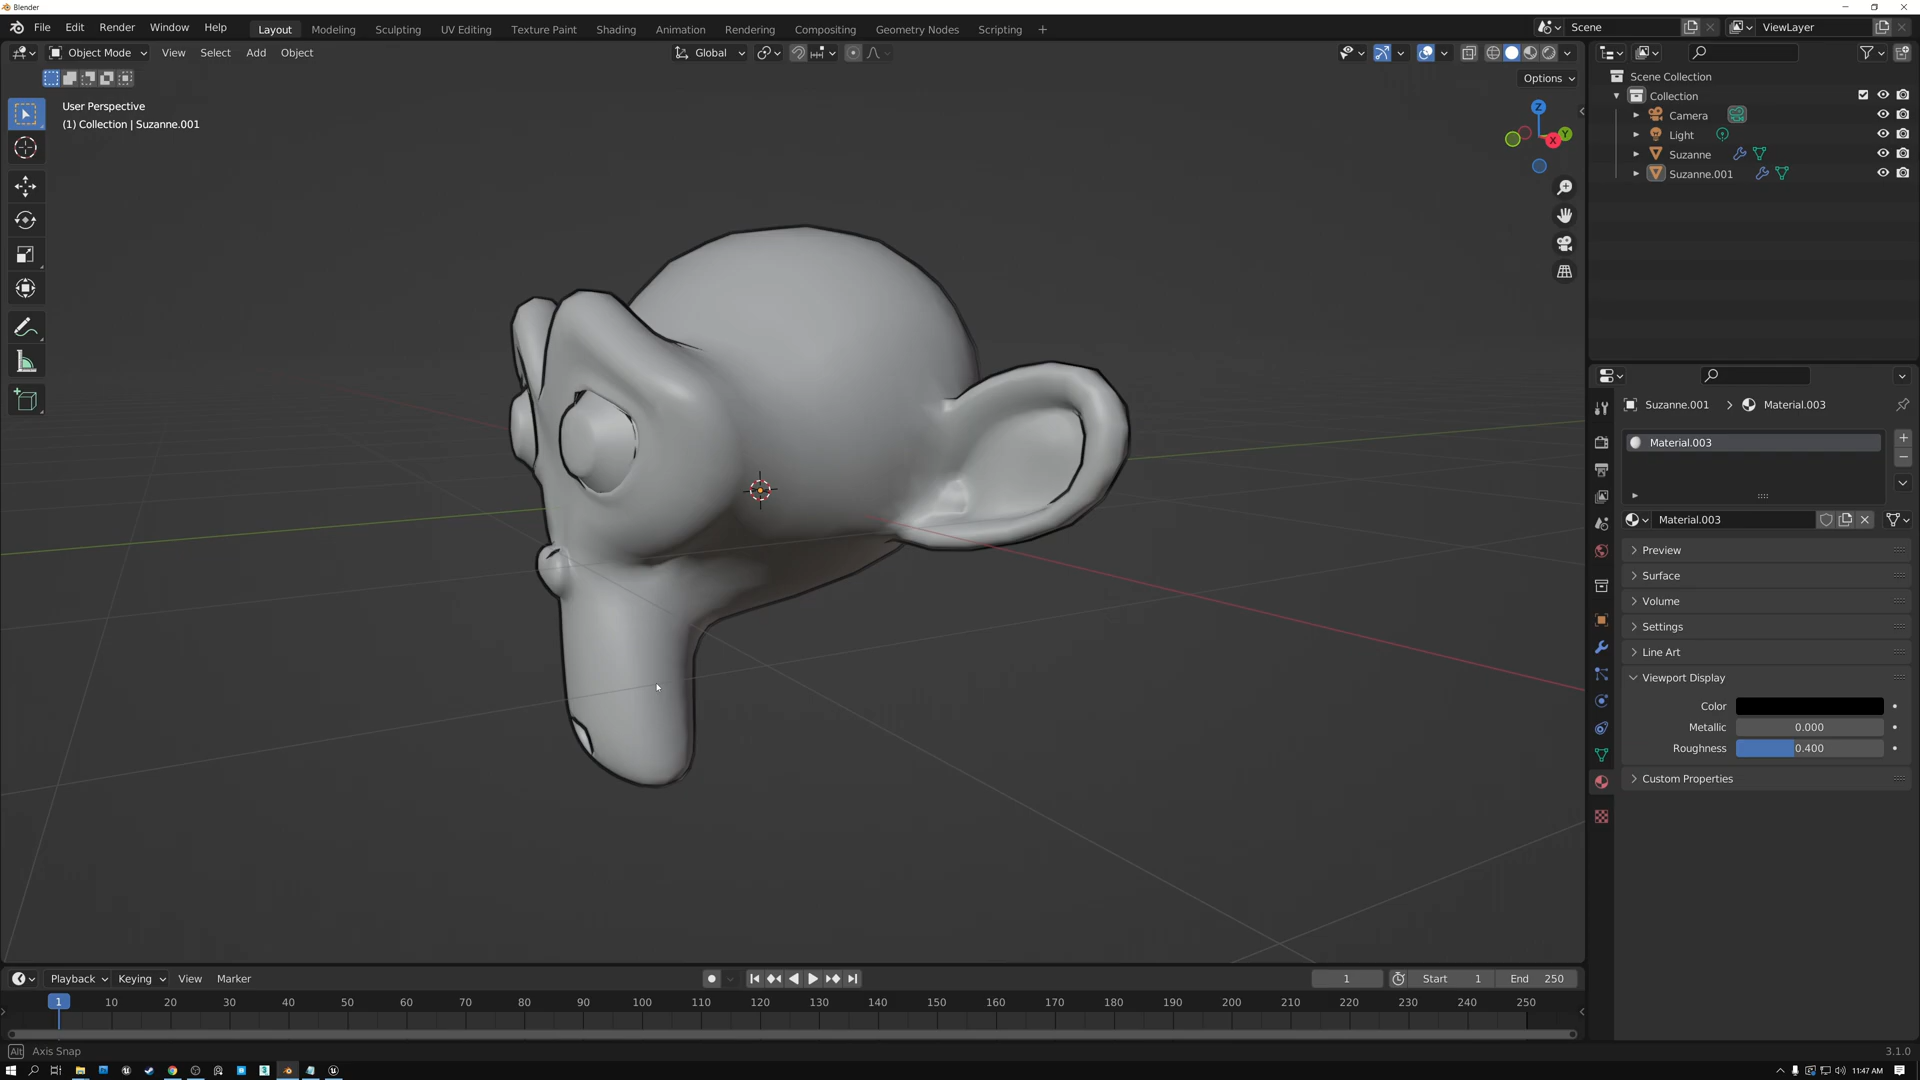 Blender
File Edit Render Window Help Layout Modeling Sculpting UV Editing Texture Paint Shading Animation Rendering Compositing Geometry Nodes Scripting + Scene ViewLayer
Object Mode View Select Add Object Global
Options
User Perspective
(1) Collection | Suzanne.001
Z
Y
X
Scene Collection
Collection
Camera
Light
Suzanne
Suzanne.001
Suzanne.001 > Material.003
Material.003
Material.003
Preview
Surface
Volume
Settings
Line Art
Viewport Display
Color
Metallic 0.000
Roughness 0.400
Custom Properties
Playback Keying View Marker 1 Start 1 End 250
1 10 20 30 40 50 60 70 80 90 100 110 120 130 140 150 160 170 180 190 200 210 220 230 240 250
Alt Axis Snap 3.1.0
11:47 AM